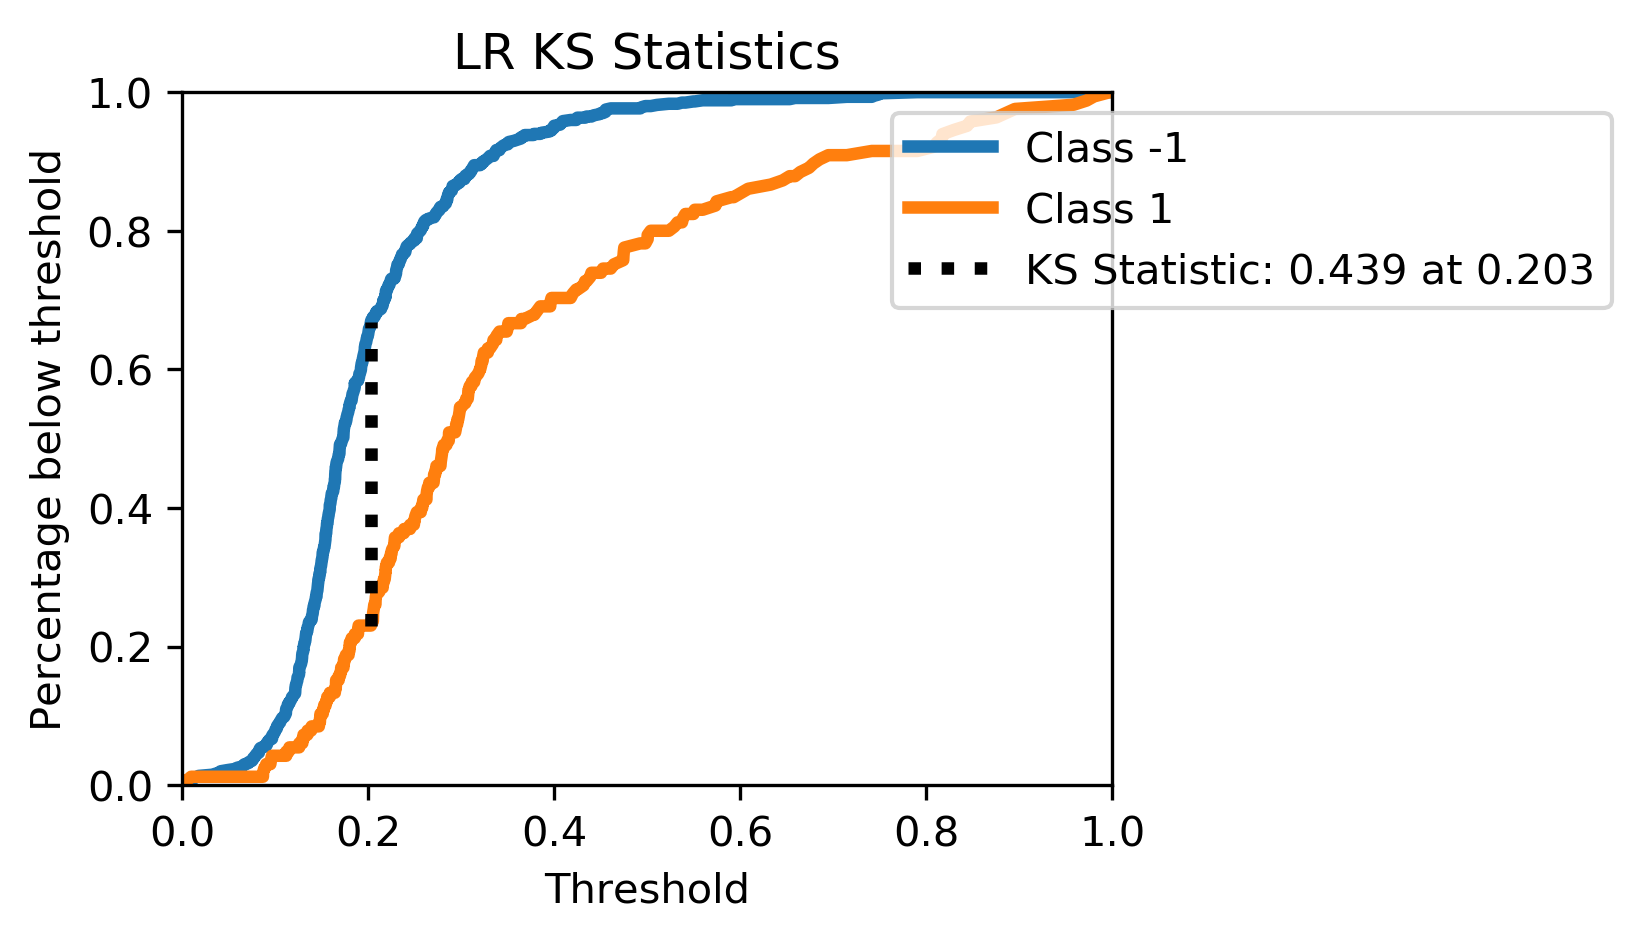 LR KS Statistics
Percentage below threshold
1.0
0.8
0.6
0.4
0.2
0.0
Class -1
Class 1
KS Statistic: 0.439 at 0.203
0.0 0.2 0.4 0.6 0.8 1.0
Threshold